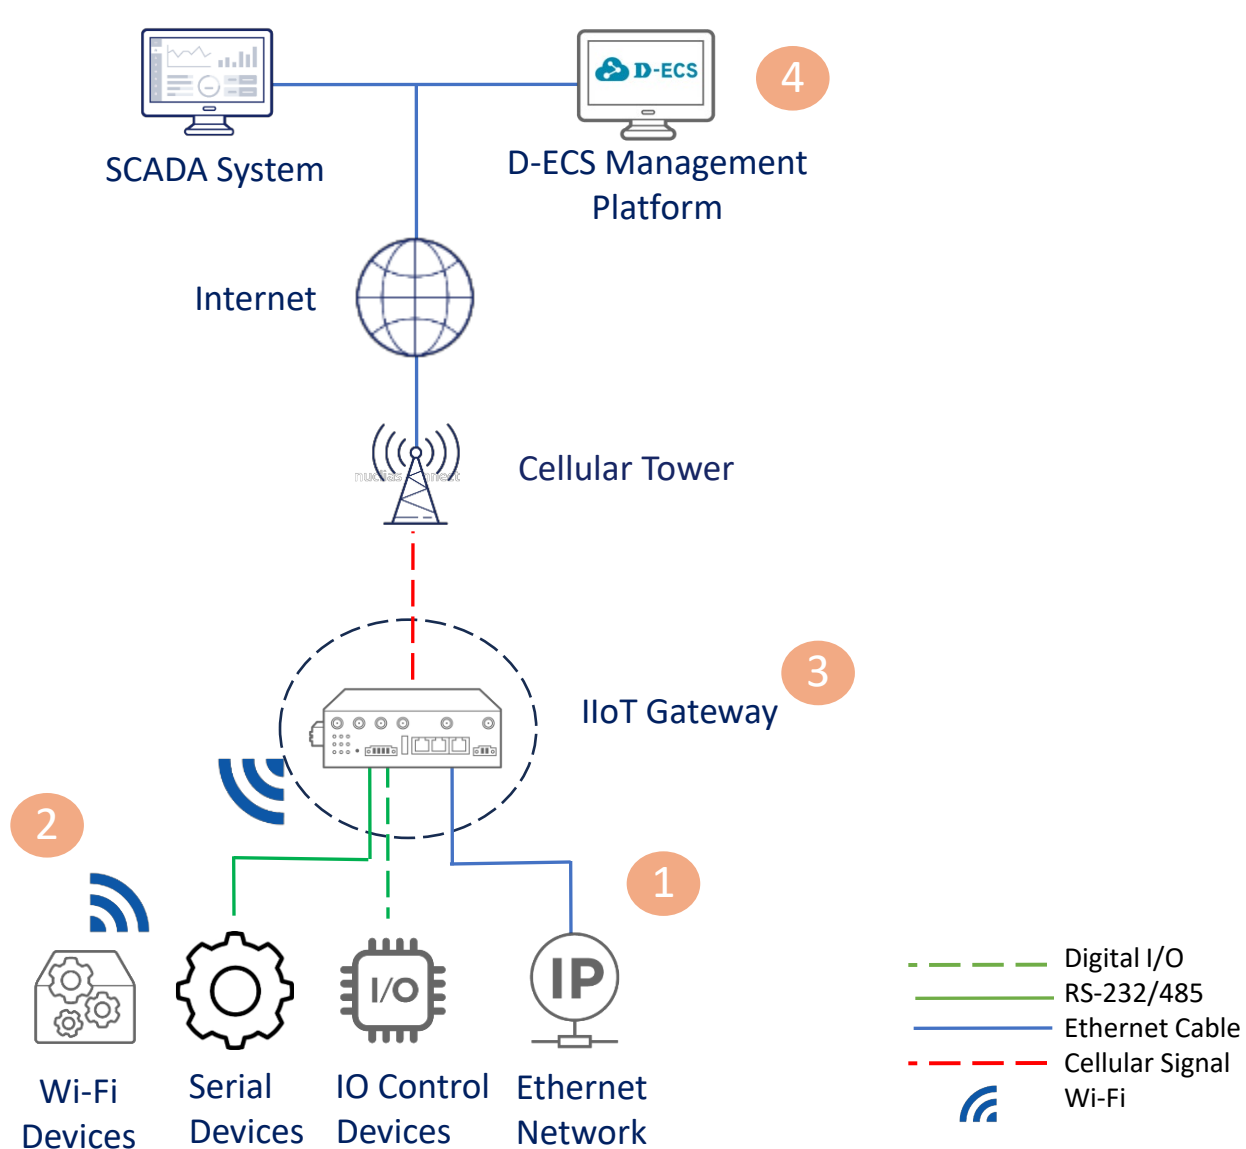 D-ECS
4
SCADA System
D-ECS Management
Platform
Internet
Cellular Tower
3
IIoT Gateway
2
1
I/O
IP
Wi-Fi
Devices
Serial
Devices
IO Control
Devices
Ethernet
Network
Digital I/O
RS-232/485
Ethernet Cable
Cellular Signal
Wi-Fi